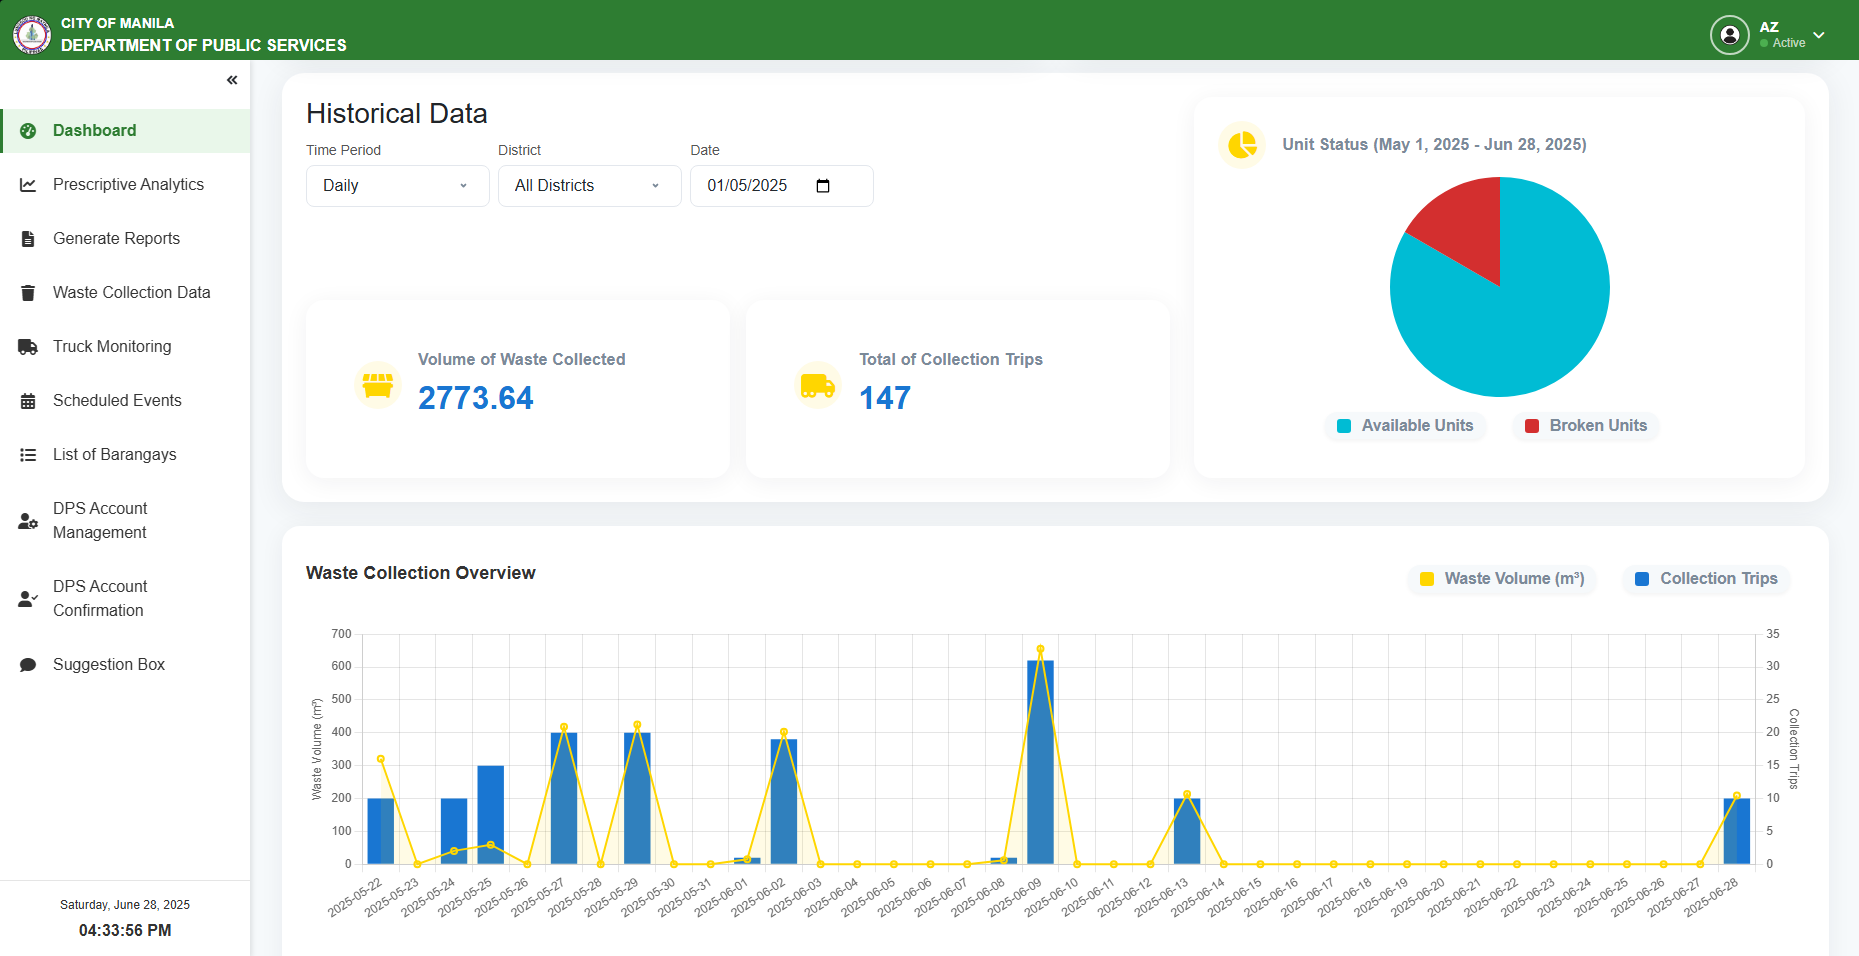 CITY OF MANILA
DEPARTMENT OF PUBLIC SERVICES
AZ
Active
Dashboard
Prescriptive Analytics
Generate Reports
Waste Collection Data
Truck Monitoring
Scheduled Events
List of Barangays
DPS Account
Management
DPS Account
Confirmation
Suggestion Box
Saturday, June 28, 2025
04:33:56 PM
Historical Data
Time Period
District
Date
Daily
All Districts
01/05/2025
Volume of Waste Collected
2773.64
Total of Collection Trips
147
Unit Status (May 1, 2025 - Jun 28, 2025)
Available Units
Broken Units
Waste Collection Overview
Waste Volume (m³)
Collection Trips
Waste Volume (m³)
700
600
500
400
300
200
100
0
35
30
25
20
15
10
5
0
Collection Trips
2025-05-22
2025-05-23
2025-05-24
2025-05-25
2025-05-26
2025-05-27
2025-05-28
2025-05-29
2025-05-30
2025-05-31
2025-06-01
2025-06-02
2025-06-03
2025-06-04
2025-06-05
2025-06-06
2025-06-07
2025-06-08
2025-06-09
2025-06-10
2025-06-11
2025-06-12
2025-06-13
2025-06-14
2025-06-15
2025-06-16
2025-06-17
2025-06-18
2025-06-19
2025-06-20
2025-06-21
2025-06-22
2025-06-23
2025-06-24
2025-06-25
2025-06-26
2025-06-27
2025-06-28